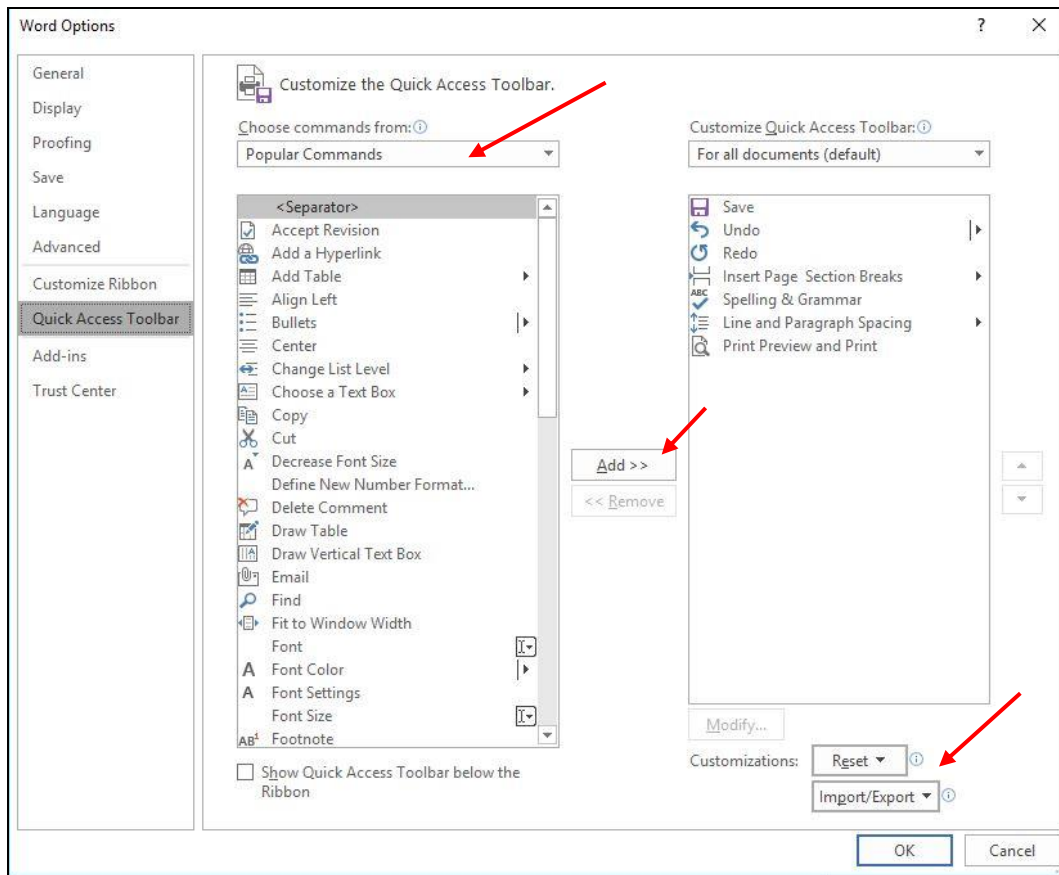 Word Options
?
General
Display
Proofing
Save
Language
Advanced
Customize Ribbon
Quick Access Toolbar
Add-ins
Trust Center
Customize the Quick Access Toolbar.
Choose commands from:
Popular Commands
<Separator>
Accept Revision
Add a Hyperlink
Add Table
Align Left
Bullets
Center
Change List Level
Choose a Text Box
Copy
Cut
Decrease Font Size
Define New Number Format...
Delete Comment
Draw Table
Draw Vertical Text Box
Email
Find
Fit to Window Width
Font
Font Color
Font Settings
Font Size
Footnote
Show Quick Access Toolbar below the
Ribbon
Add >>
<< Remove
Customize Quick Access Toolbar:
For all documents (default)
Save
Undo
Redo
Insert Page  Section Breaks
Spelling & Grammar
Line and Paragraph Spacing
Print Preview and Print
Modify...
Customizations:
Reset
Import/Export
OK
Cancel